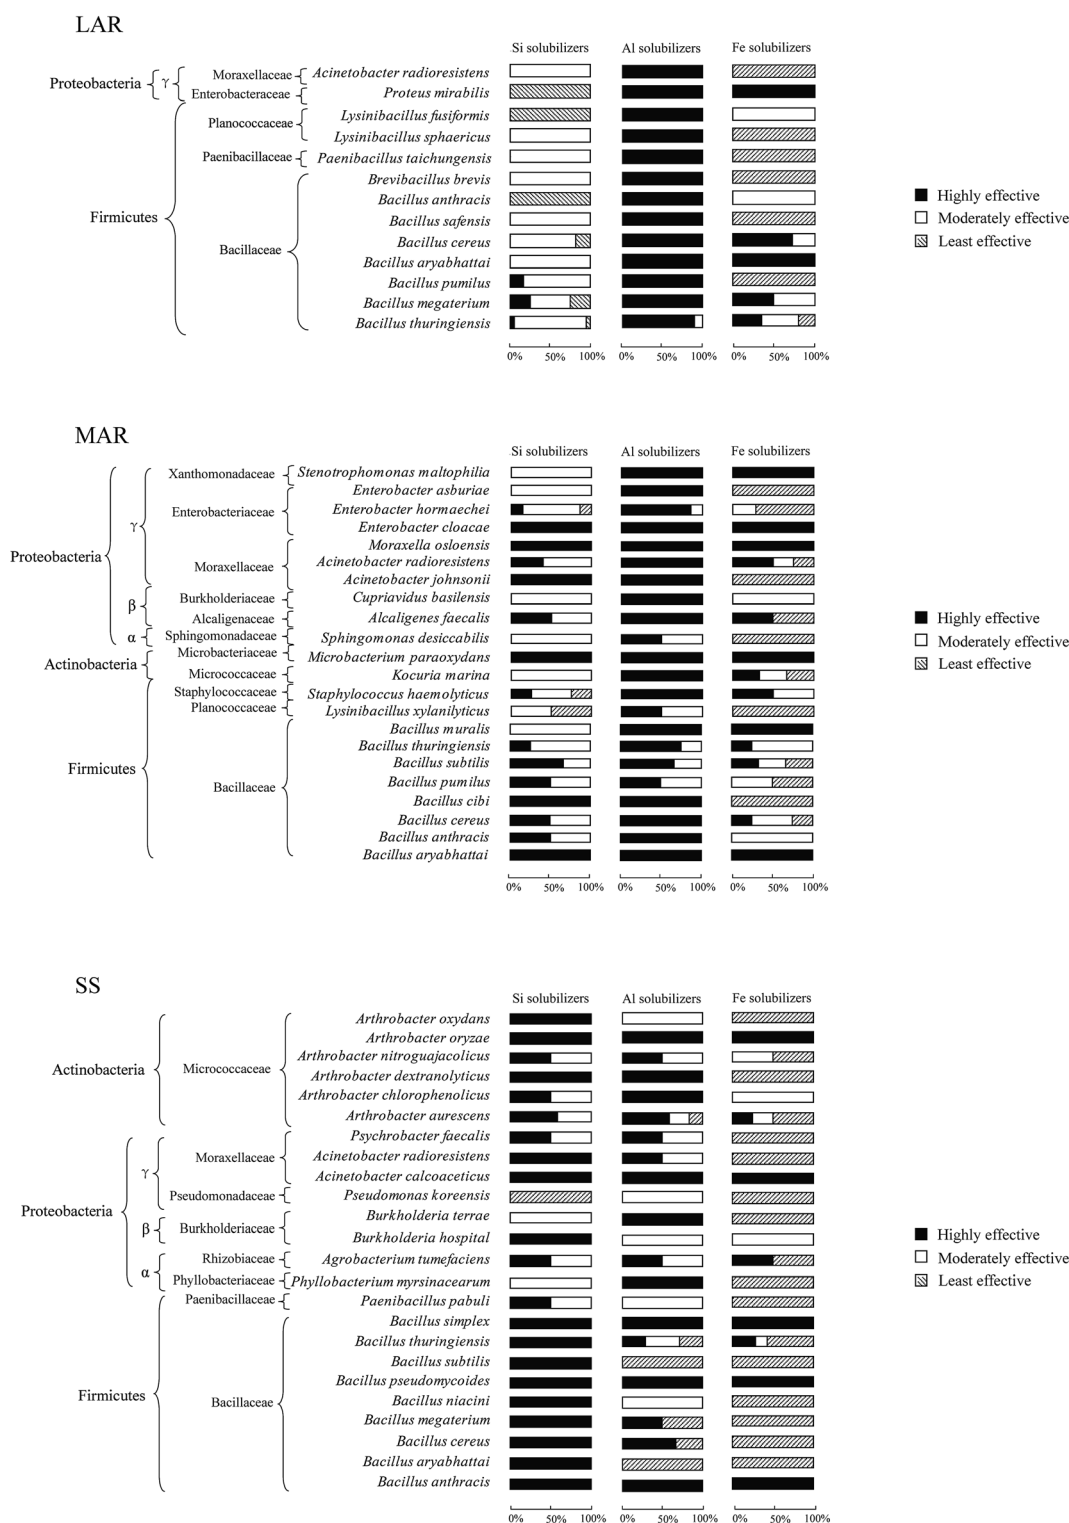 LAR
Si solubilizers Al solubilizers Fe solubilizers
Proteobacteria γ Moraxellaceae Acinetobacter radioresistens
Enterobacteraceae Proteus mirabilis
Planococcaceae Lysinibacillus fusiformis
Lysinibacillus sphaericus
Paenibacillaceae Paenibacillus taichungensis
Brevibacillus brevis
Bacillus anthracis
Firmicutes Bacillus safensis
Bacillaceae Bacillus cereus
Bacillus aryabhattai
Bacillus pumilus
Bacillus megaterium
Bacillus thuringiensis
0% 50% 100% 0% 50% 100% 0% 50% 100%
Highly effective
Moderately effective
Least effective
MAR
Si solubilizers Al solubilizers Fe solubilizers
Xanthomonadaceae Stenotrophomonas maltophilia
Enterobacter asburiae
Enterobacteriaceae Enterobacter hormaechei
γ Enterobacter cloacae
Moraxella osloensis
Proteobacteria Moraxellaceae Acinetobacter radioresistens
Acinetobacter johnsonii
β Burkholderiaceae Cupriavidus basilensis
Alcaligenaceae Alcaligenes faecalis
α Sphingomonadaceae Sphingomonas desiccabilis
Actinobacteria Microbacteriaceae Microbacterium paraoxydans
Micrococcaceae Kocuria marina
Staphylococcaceae Staphylococcus haemolyticus
Planococcaceae Lysinibacillus xylanilyticus
Bacillus muralis
Bacillus thuringiensis
Firmicutes Bacillus subtilis
Bacillaceae Bacillus pumilus
Bacillus cibi
Bacillus cereus
Bacillus anthracis
Bacillus aryabhattai
0% 50% 100% 0% 50% 100% 0% 50% 100%
Highly effective
Moderately effective
Least effective
SS
Si solubilizers Al solubilizers Fe solubilizers
Arthrobacter oxydans
Arthrobacter oryzae
Arthrobacter nitroguajacolicus
Actinobacteria Micrococcaceae Arthrobacter dextranolyticus
Arthrobacter chlorophenolicus
Arthrobacter aurescens
Psychrobacter faecalis
γ Moraxellaceae Acinetobacter radioresistens
Acinetobacter calcoaceticus
Pseudomonadaceae Pseudomonas koreensis
Proteobacteria Burkholderia terrae
β Burkholderiaceae Burkholderia hospital
α Rhizobiaceae Agrobacterium tumefaciens
Phyllobacteriaceae Phyllobacterium myrsinacearum
Paenibacillaceae Paenibacillus pabuli
Bacillus simplex
Bacillus thuringiensis
Bacillus subtilis
Bacillus pseudomycoides
Firmicutes Bacillaceae Bacillus niacini
Bacillus megaterium
Bacillus cereus
Bacillus aryabhattai
Bacillus anthracis
0% 50% 100% 0% 50% 100% 0% 50% 100%
Highly effective
Moderately effective
Least effective